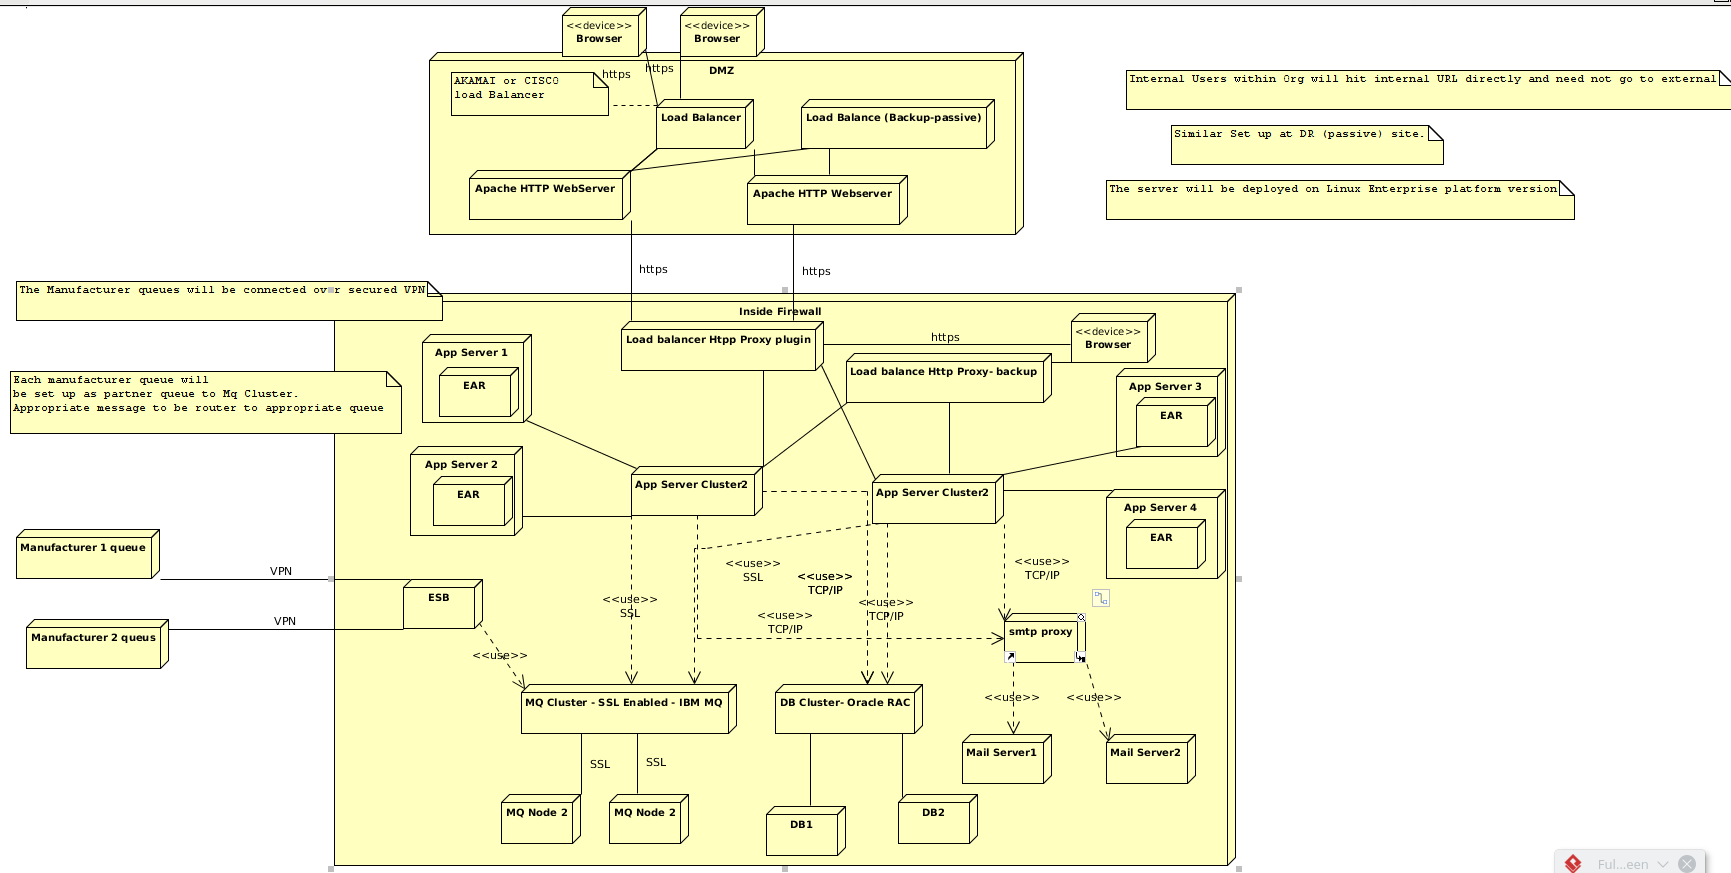 <<device>>
Browser
<<device>>
Browser
https
https
DMZ
AKAMAI or CISCO
load Balancer
Load Balancer
Load Balance (Backup-passive)
Apache HTTP WebServer
Apache HTTP Webserver
Internal Users within Org will hit internal URL directly and need not go to external
Similar Set up at DR (passive) site.
The server will be deployed on Linux Enterprise platform version
https
https
The Manufacturer queues will be connected over secured VPN
Inside Firewall
Load balancer Htpp Proxy plugin
https
<<device>>
Browser
Load balance Http Proxy- backup
App Server 1
EAR
Each manufacturer queue will
be set up as partner queue to Mq Cluster.
Appropriate message to be router to appropriate queue
App Server 3
EAR
App Server 2
EAR
App Server Cluster2
App Server Cluster2
App Server 4
EAR
Manufacturer 1 queue
VPN
ESB
Manufacturer 2 queus
VPN
<<use>>
SSL
<<use>>
TCP/IP
<<use>>
TCP/IP
<<use>>
SSL
<<use>>
TCP/IP
<<use>>
TCP/IP
smtp proxy
<<use>>
<<use>>
<<use>>
MQ Cluster - SSL Enabled - IBM MQ
DB Cluster- Oracle RAC
Mail Server1
Mail Server2
SSL
SSL
MQ Node 2
MQ Node 2
DB1
DB2
Ful...een